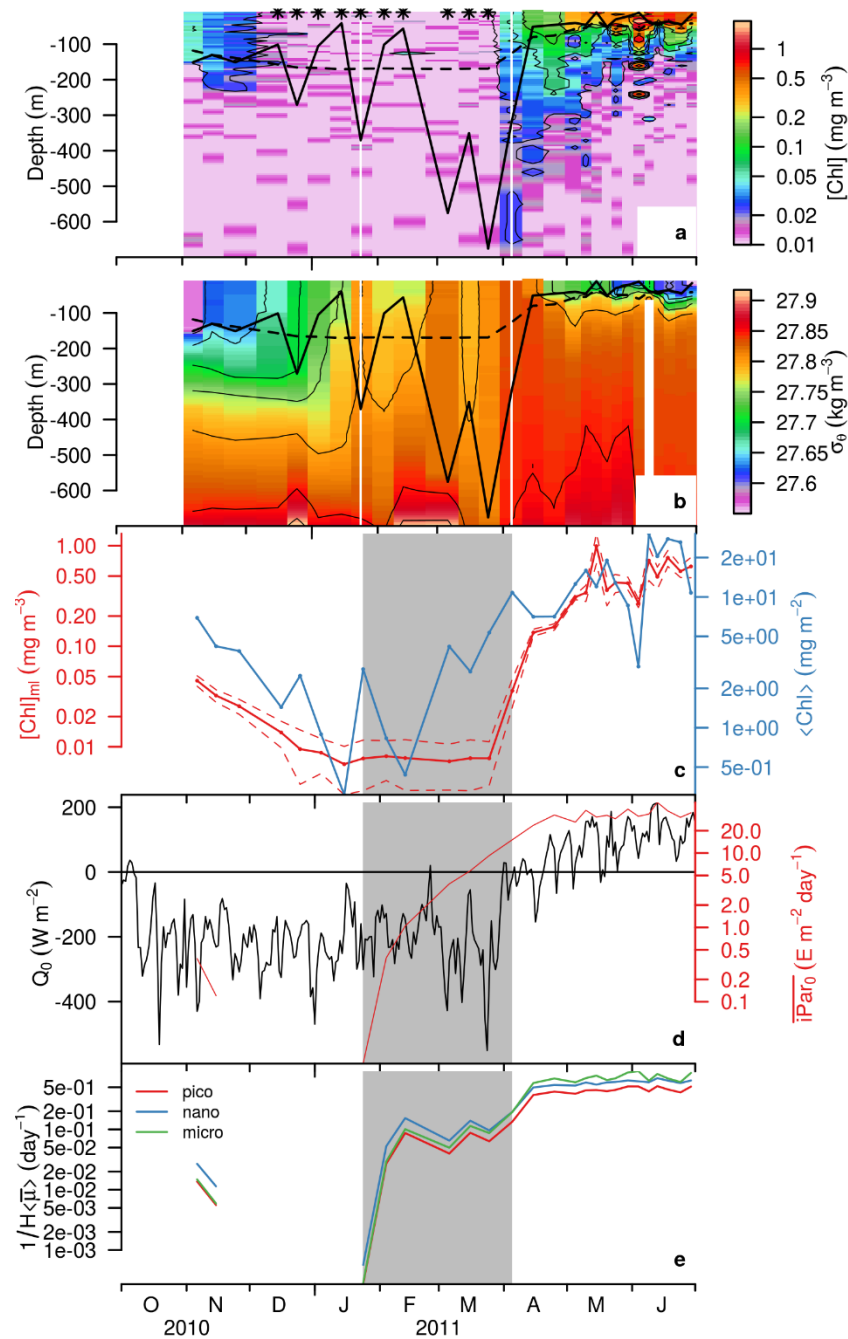 -100
-200
-300
-400
-500
-600
Depth (m)
a
1
0.5
0.1
0.05
0.02
0.01
[Chl] (mg m⁻³)
-100
-200
-300
-400
-500
-600
Depth (m)
b
27.9
27.85
27.8
27.7
27.65
27.6
σθ (kg m⁻³)
1.00
0.50
0.20
0.10
0.05
0.02
0.01
[Chl]ml (mg m⁻³)
c
2e+01
1e+01
5e+00
2e+00
1e+00
5e-01
<Chl> (mg m⁻²)
200
0
-200
-400
Q₀ (W m⁻²)
d
20.0
10.0
5.0
2.0
1.0
0.5
0.2
0.1
iPar₀ (E m⁻² day⁻¹)
5e-01
2e-01
1e-01
5e-02
2e-02
1e-02
5e-03
2e-03
1e-03
1/H<μ̅> (day⁻¹)
pico
nano
micro
e
O N D J F M A M J
2010 2011